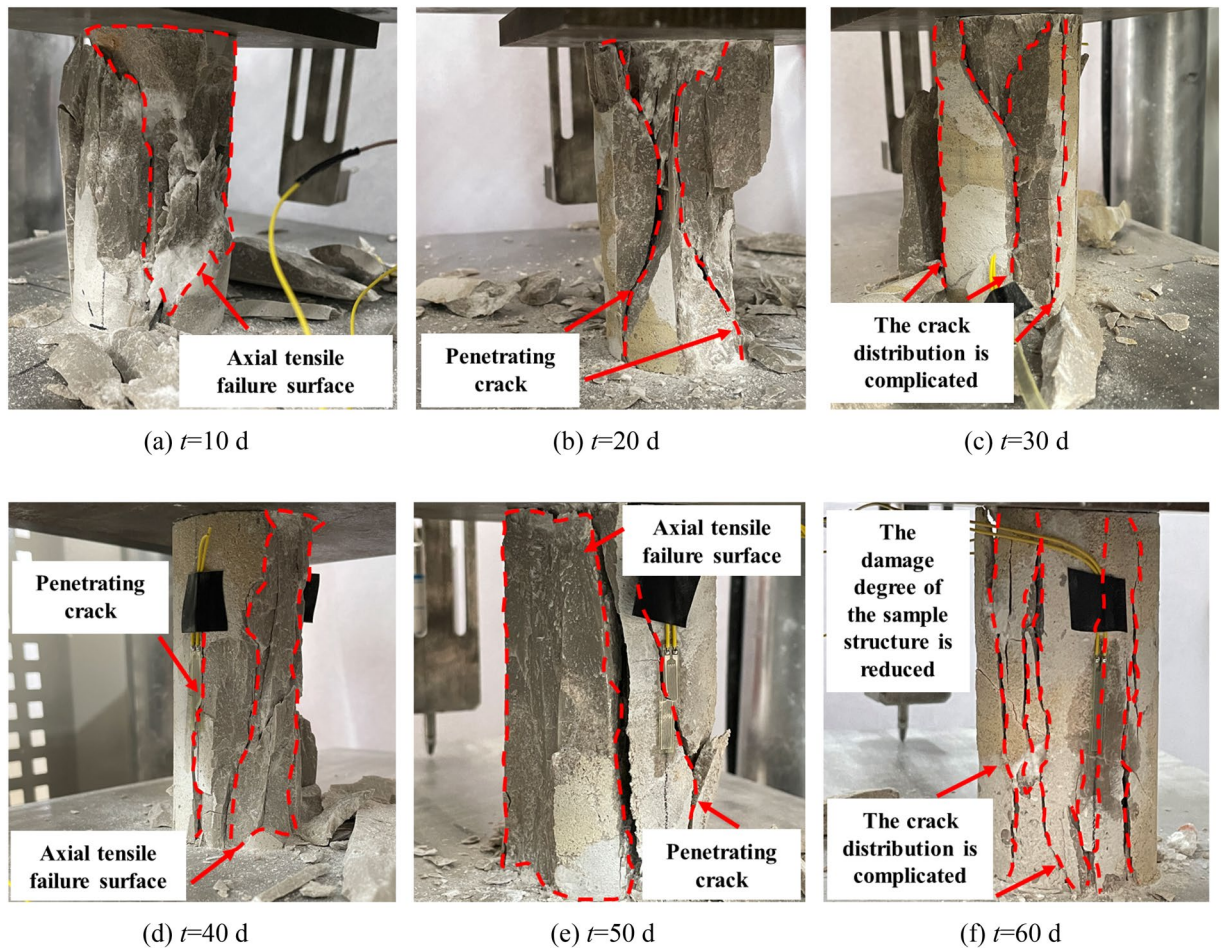 Axial tensile
failure surface
(a) t=10 d
Penetrating
crack
(b) t=20 d
The crack
distribution is
complicated
(c) t=30 d
Penetrating
crack
Axial tensile
failure surface
(d) t=40 d
Axial tensile
failure surface
Penetrating
crack
(e) t=50 d
The
damage
degree of
the sample
structure is
reduced
The crack
distribution is
complicated
(f) t=60 d